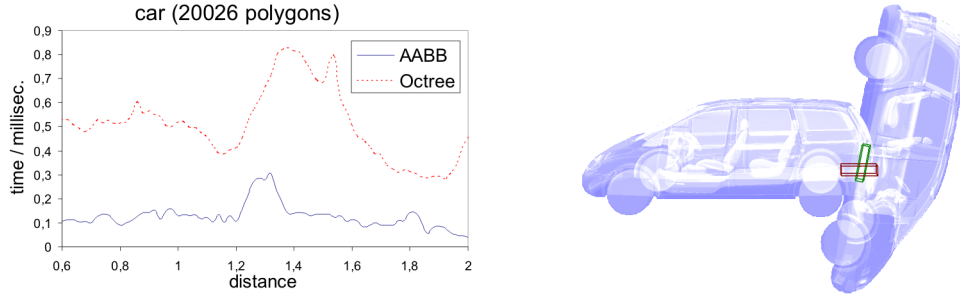 car (20026 polygons)
0,9
0,8
0,7
0,6
0,5
0,4
0,3
0,2
0,1
0
time / millisec.
AABB
Octree
0,6 0,8 1 1,2 1,4 1,6 1,8 2
distance